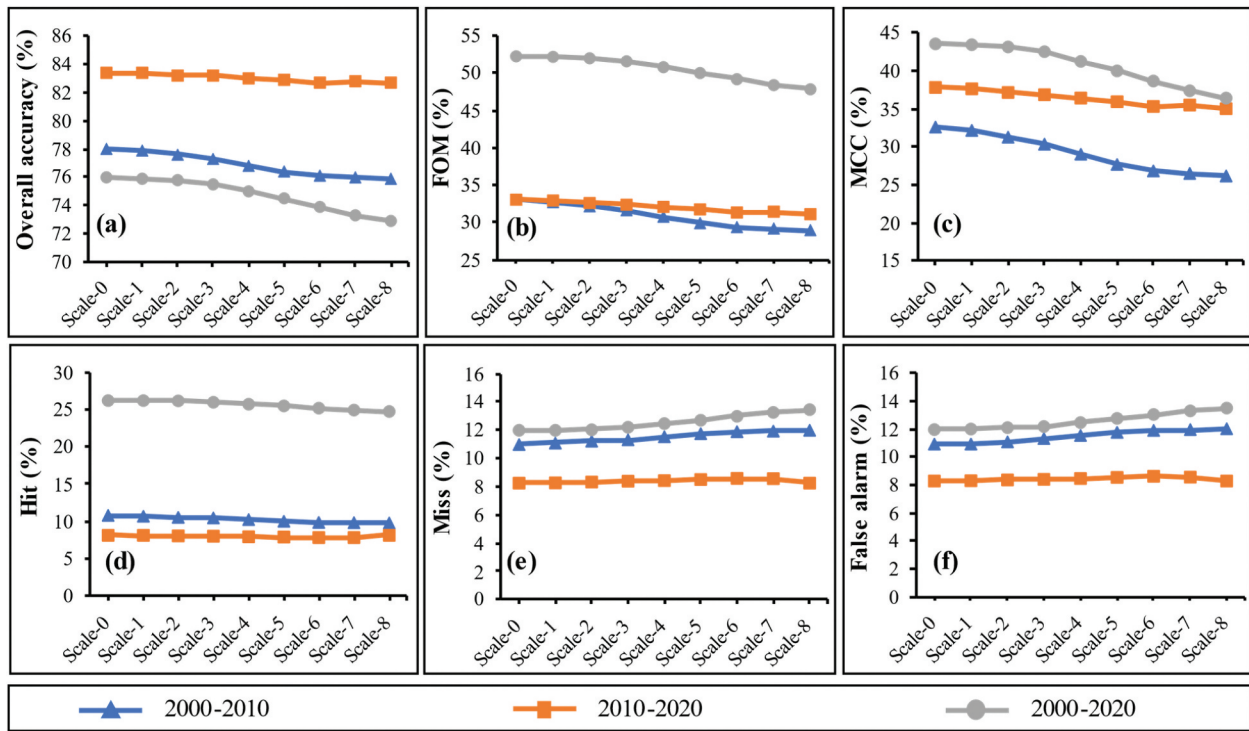 Overall accuracy (%)
86
84
82
80
78
76
74
72
70
(a)
Scale-0 Scale-1 Scale-2 Scale-3 Scale-4 Scale-5 Scale-6 Scale-7 Scale-8
FOM (%)
55
50
45
40
35
30
25
(b)
Scale-0 Scale-1 Scale-2 Scale-3 Scale-4 Scale-5 Scale-6 Scale-7 Scale-8
MCC (%)
45
40
35
30
25
20
15
(c)
Scale-0 Scale-1 Scale-2 Scale-3 Scale-4 Scale-5 Scale-6 Scale-7 Scale-8
Hit (%)
30
25
20
15
10
5
0
(d)
Scale-0 Scale-1 Scale-2 Scale-3 Scale-4 Scale-5 Scale-6 Scale-7 Scale-8
Miss (%)
16
14
12
10
8
6
4
2
0
(e)
Scale-0 Scale-1 Scale-2 Scale-3 Scale-4 Scale-5 Scale-6 Scale-7 Scale-8
False alarm (%)
16
14
12
10
8
6
4
2
0
(f)
Scale-0 Scale-1 Scale-2 Scale-3 Scale-4 Scale-5 Scale-6 Scale-7 Scale-8
2000-2010 2010-2020 2000-2020